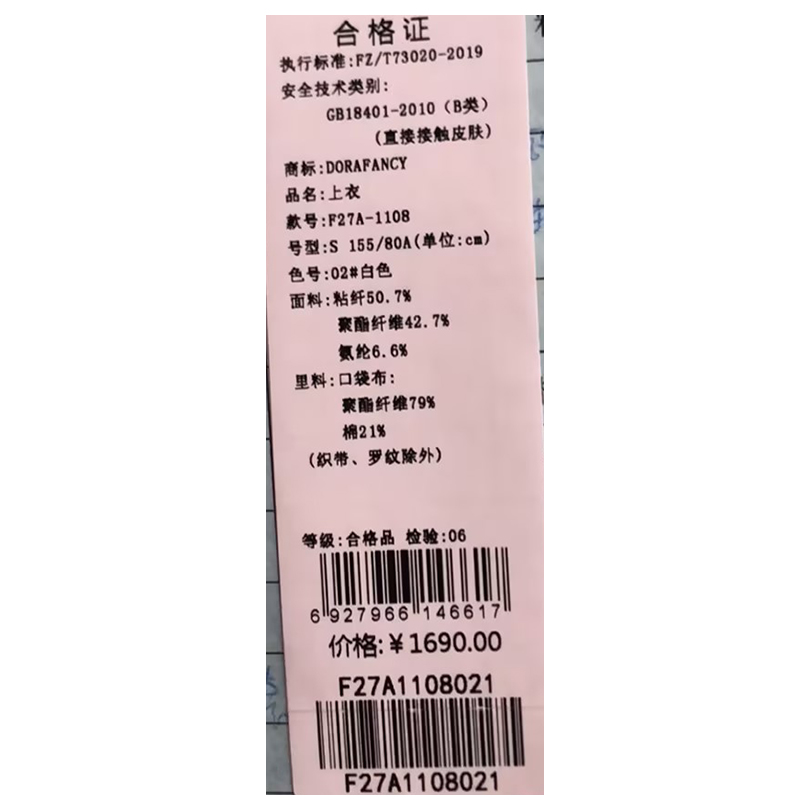 合格证
执行标准:FZ/T73020-2019
安全技术类别:
GB18401-2010（B类）
(直接接触皮肤)
商标:DORAFANCY
品名:上衣
款号:F27A-1108
号型:S 155/80A(单位:cm)
色号:02#白色
面料:粘纤50.7%
聚酯纤维42.7%
氨纶6.6%
里料:口袋布:
聚酯纤维79%
棉21%
(织带、罗纹除外)
等级:合格品 检验:06
6 927966 146617
价格:¥1690.00
F27A1108021
F27A1108021